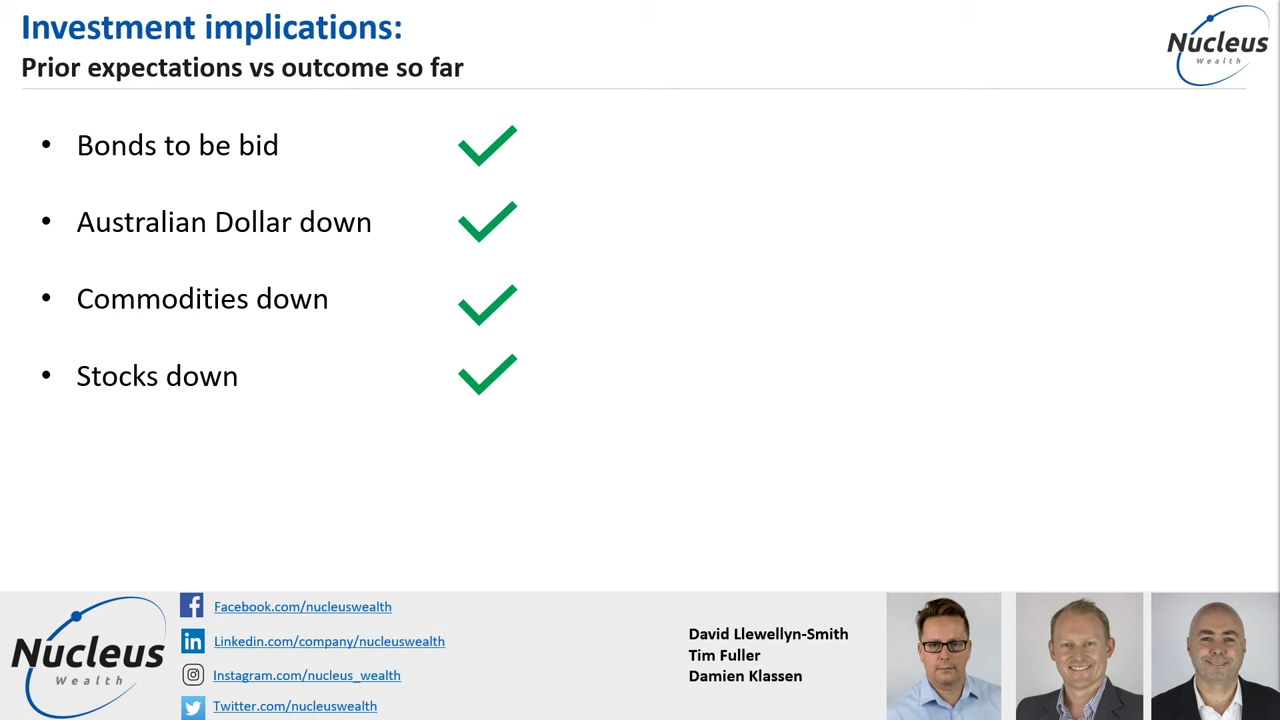 Investment implications:
Prior expectations vs outcome so far
Nucleus
Wealth
• Bonds to be bid
• Australian Dollar down
• Commodities down
• Stocks down
Nucleus
Wealth
Facebook.com/nucleuswealth
Linkedin.com/company/nucleuswealth
Instagram.com/nucleus_wealth
Twitter.com/nucleuswealth
David Llewellyn-Smith
Tim Fuller
Damien Klassen